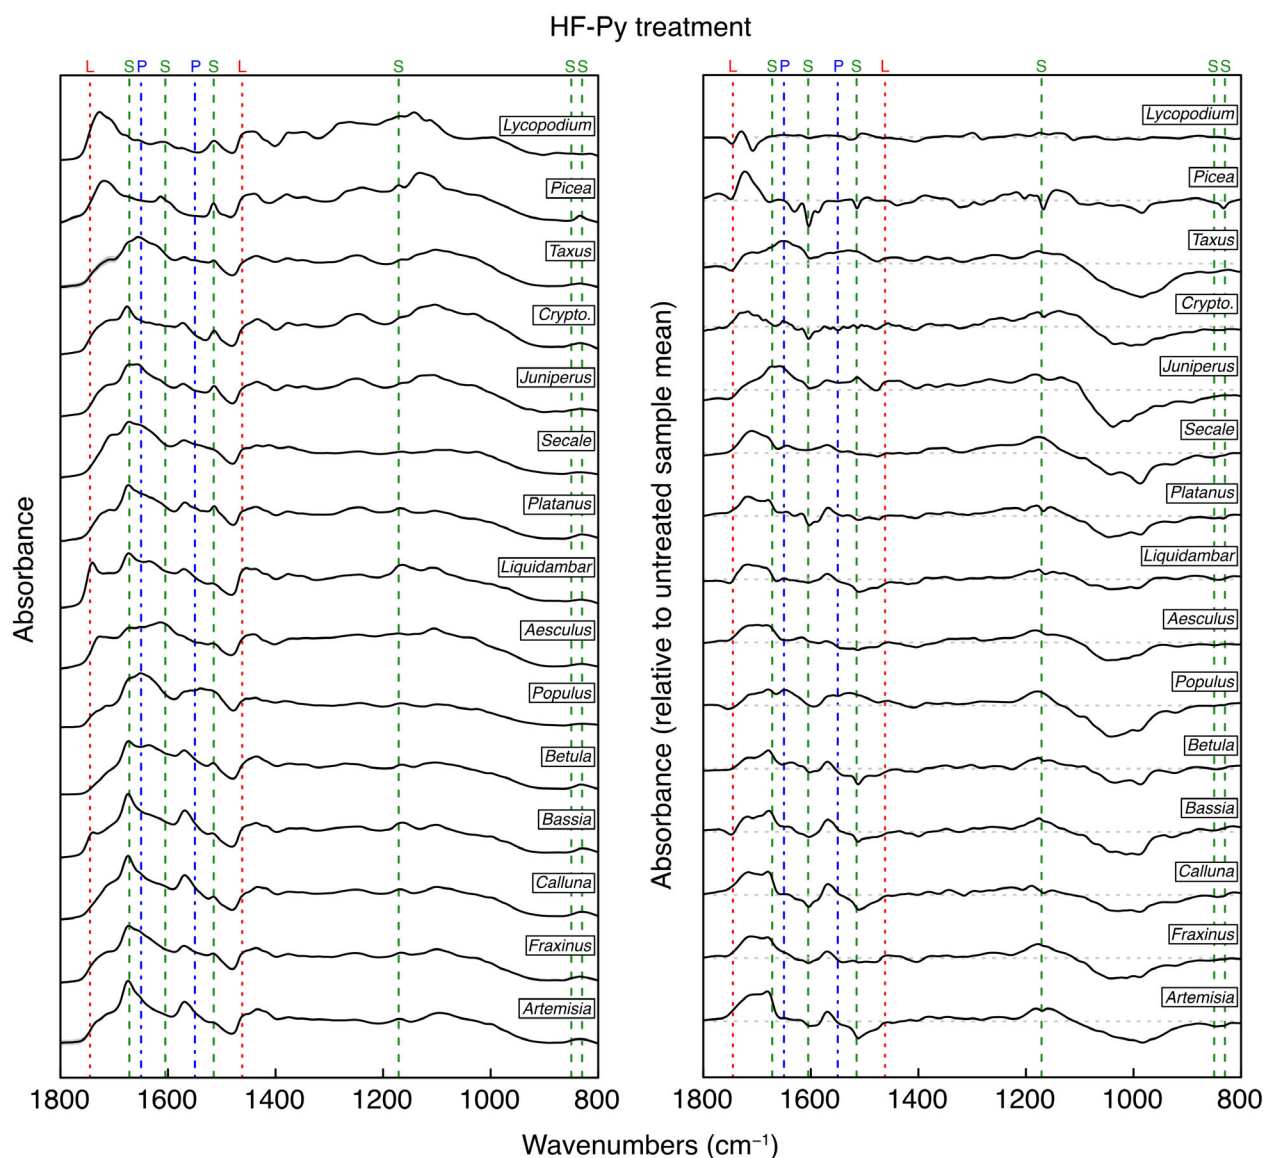 HF-Py treatment
L S P S P S L S S S
L S P S P S L S S S
Lycopodium
Picea
Taxus
Crypto.
Juniperus
Secale
Platanus
Liquidambar
Aesculus
Populus
Betula
Bassia
Calluna
Fraxinus
Artemisia
Absorbance
1800 1600 1400 1200 1000
Lycopodium
Picea
Taxus
Crypto.
Juniperus
Secale
Platanus
Liquidambar
Aesculus
Populus
Betula
Bassia
Calluna
Fraxinus
Artemisia
Absorbance (relative to untreated sample mean)
1800 1600 1400 1200 1000 800
Wavenumbers (cm⁻¹)